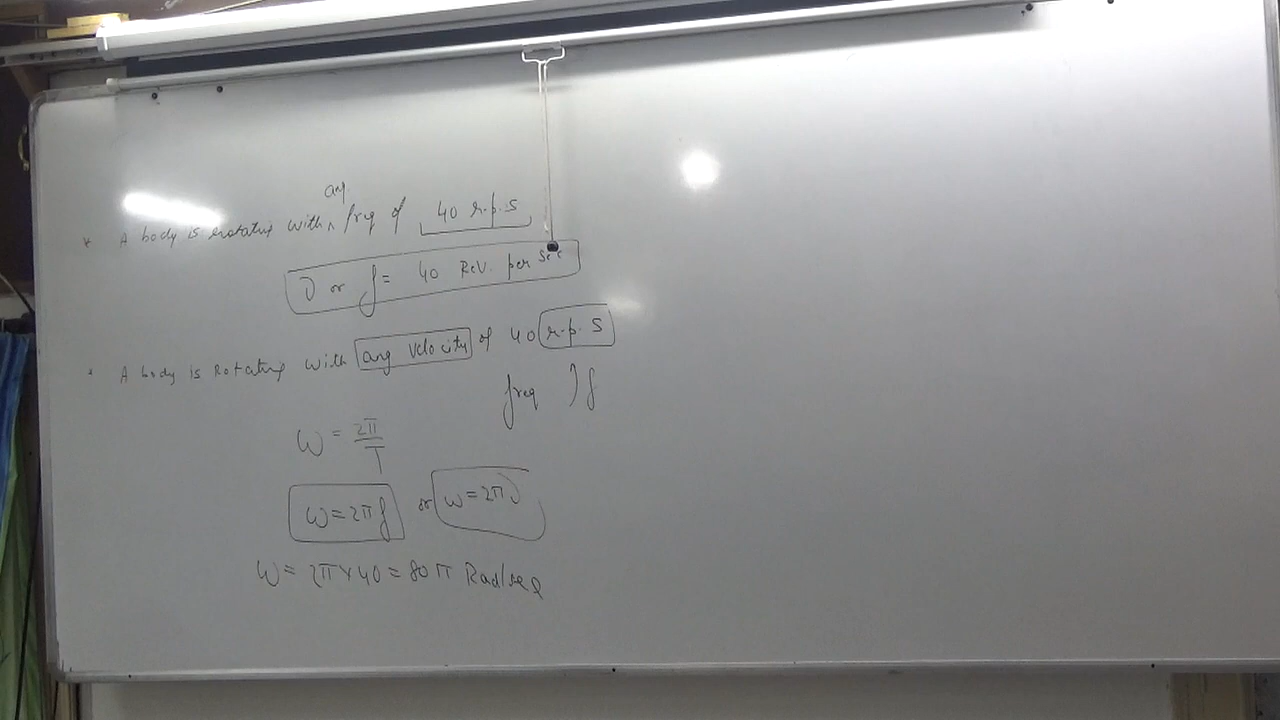 ang
* A body is rotating with ^ freq of 40 r.p.s
ν or f = 40 Rev. per sec
* A body is Rotating with ang velocity of 40 r.p.s
freq ν f
ω = 2π/T
ω = 2πf or ω = 2πν
ω = 2π×40 = 80π Rad/sec